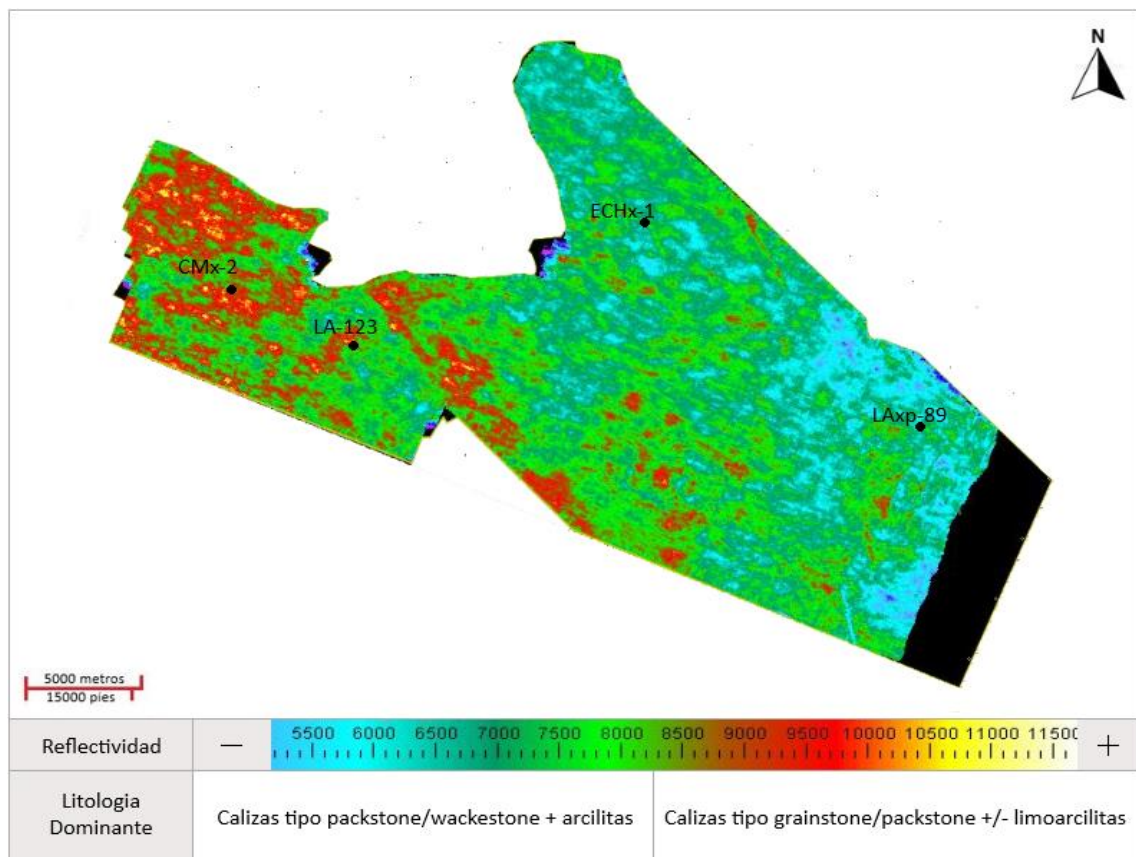 N
ECHx-1
CMx-2
LA-123
LAxp-89
5000 metros
15000 pies
Reflectividad
—
5500 6000 6500 7000 7500 8000 8500 9000 9500 10000 10500 11000 11500
+
Litologia
Dominante
Calizas tipo packstone/wackestone + arcilitas
Calizas tipo grainstone/packstone +/- limoarcilitas